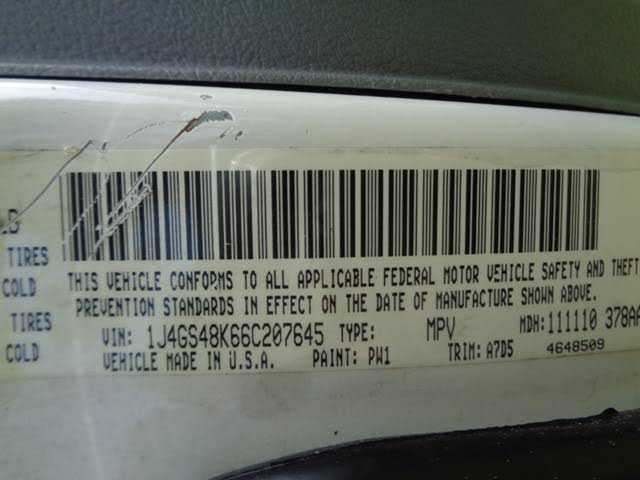 LB
TIRES
COLD
TIRES
COLD
THIS VEHICLE CONFORMS TO ALL APPLICABLE FEDERAL MOTOR VEHICLE SAFETY AND THEFT
PREVENTION STANDARDS IN EFFECT ON THE DATE OF MANUFACTURE SHOWN ABOVE.
VIN: 1J4GS48K66C207645 TYPE: MPV MDH: 111110 378AA
VEHICLE MADE IN U.S.A. PAINT: PW1 TRIM: A7D5 4648509